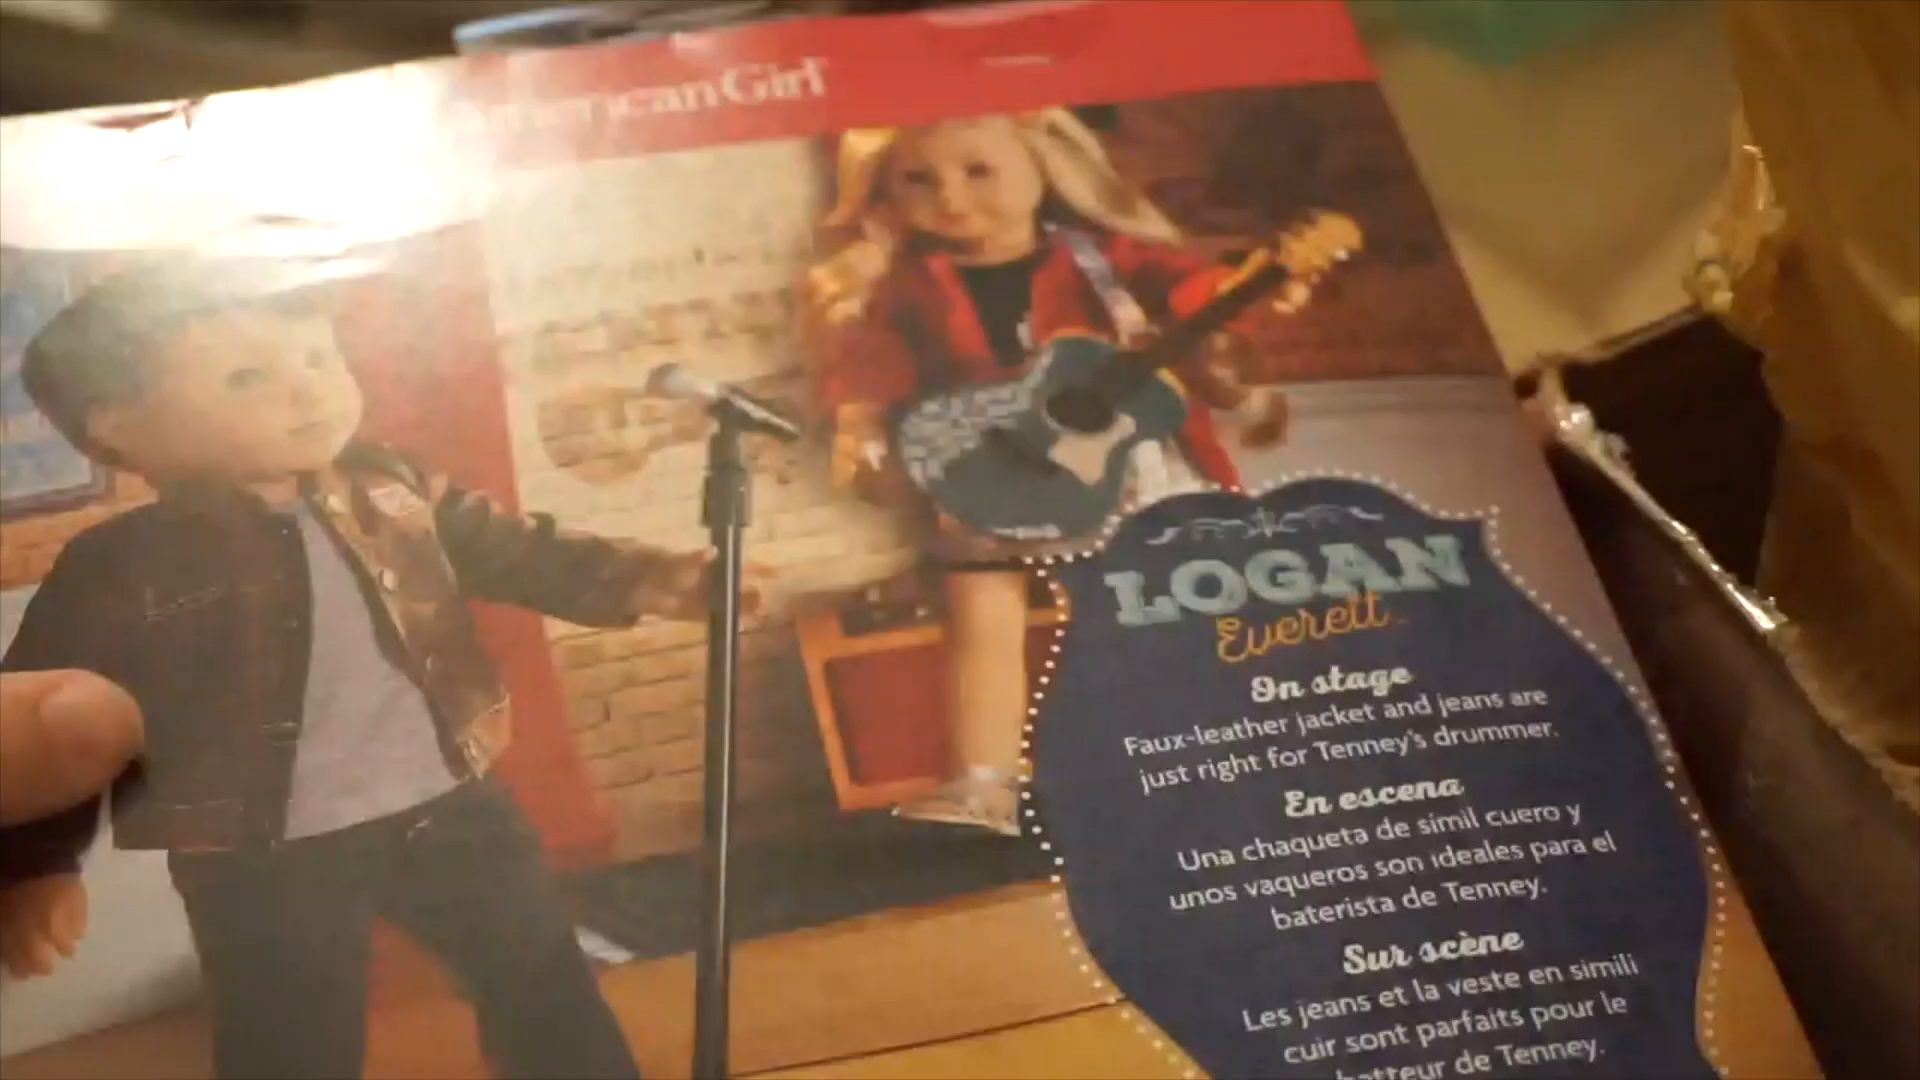 American Girl
LOGAN
Everett
On stage
Faux-leather jacket and jeans are
just right for Tenney's drummer.
En escena
Una chaqueta de símil cuero y
unos vaqueros son ideales para el
baterista de Tenney.
Sur scène
Les jeans et la veste en simili
cuir sont parfaits pour le
batteur de Tenney.